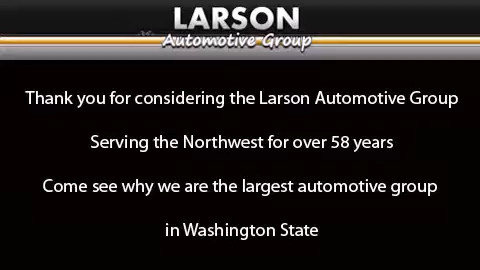 LARSON
Automotive Group
Thank you for considering the Larson Automotive Group
Serving the Northwest for over 58 years
Come see why we are the largest automotive group
in Washington State